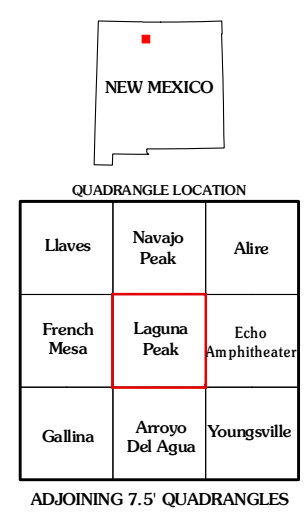 NEW MEXICO
QUADRANGLE LOCATION
Llaves
Navajo
Peak
Alire
French
Mesa
Laguna
Peak
Echo
Amphitheater
Gallina
Arroyo
Del Agua
Youngsville
ADJOINING 7.5' QUADRANGLES